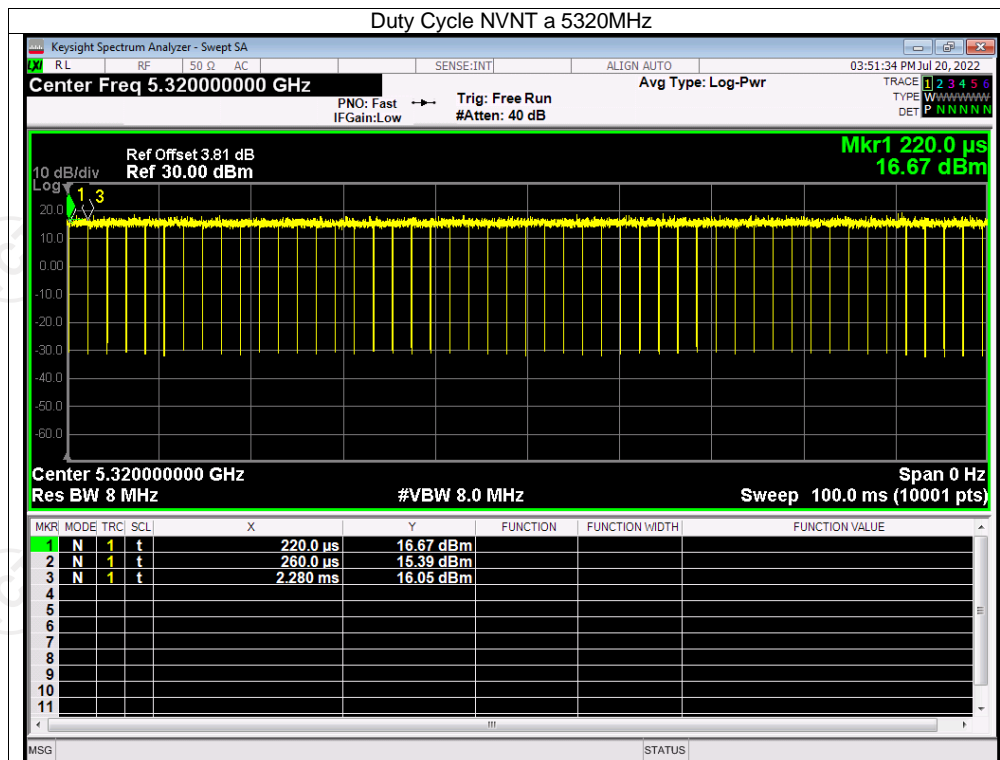 Duty Cycle NVNT a 5320MHz
Keysight Spectrum Analyzer - Swept SA
LXI RL RF 50 Ω AC SENSE:INT ALIGN AUTO 03:51:34 PM Jul 20, 2022
Center Freq 5.320000000 GHz Avg Type: Log-Pwr TRACE 1 2 3 4 5 6
PNO: Fast Trig: Free Run TYPE WWWWWW
IFGain:Low #Atten: 40 dB DET P N N N N N
Mkr1 220.0 µs
16.67 dBm
Ref Offset 3.81 dB
10 dB/div Ref 30.00 dBm
Log
1 3
20.0
10.0
0.00
-10.0
-20.0
-30.0
-40.0
-50.0
-60.0
Center 5.320000000 GHz Span 0 Hz
Res BW 8 MHz #VBW 8.0 MHz Sweep 100.0 ms (10001 pts)
MKR MODE TRC SCL X Y FUNCTION FUNCTION WIDTH FUNCTION VALUE
1 N 1 t 220.0 µs 16.67 dBm
2 N 1 t 260.0 µs 15.39 dBm
3 N 1 t 2.280 ms 16.05 dBm
4
5
6
7
8
9
10
11
MSG STATUS